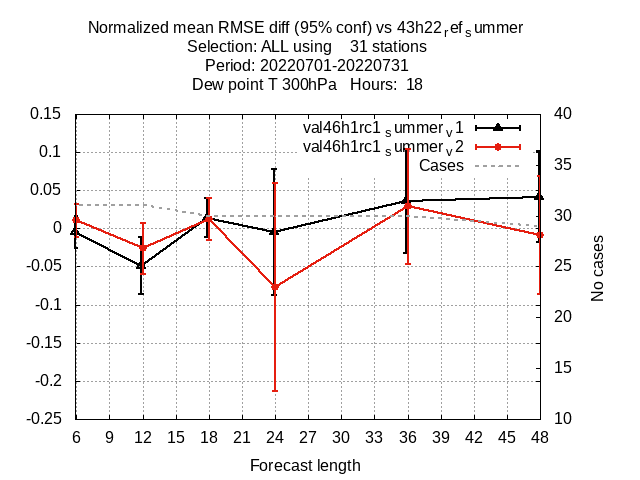 Normalized mean RMSE diff (95% conf) vs 43h22refsummer
Selection: ALL using 31 stations
Period: 20220701-20220731
Dew point T 300hPa Hours: 18
0.15
0.1
0.05
0
-0.05
-0.1
-0.15
-0.2
-0.25
40
35
30
25
20
15
10
val46h1rc1summerv1
val46h1rc1summerv2
Cases
No cases
6 9 12 15 18 21 24 27 30 33 36 39 42 45 48
Forecast length